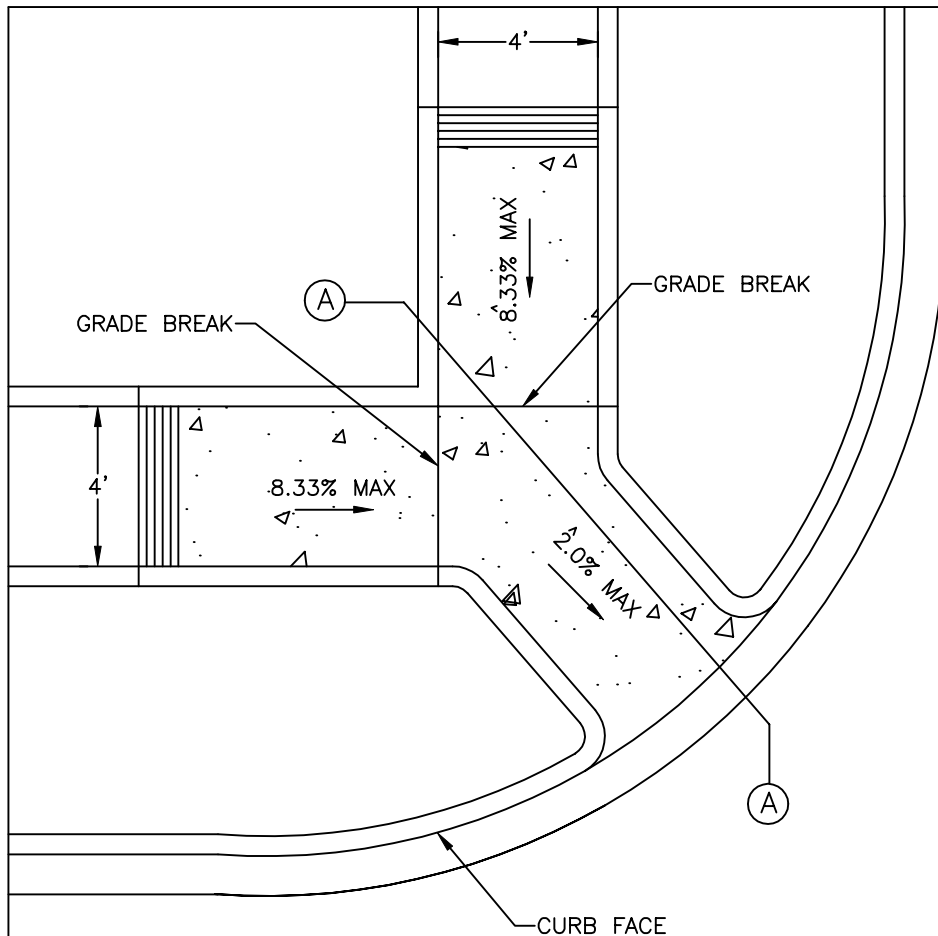 4'
8.33% MAX
GRADE BREAK
A
GRADE BREAK
4'
8.33% MAX
2.0% MAX
A
CURB FACE